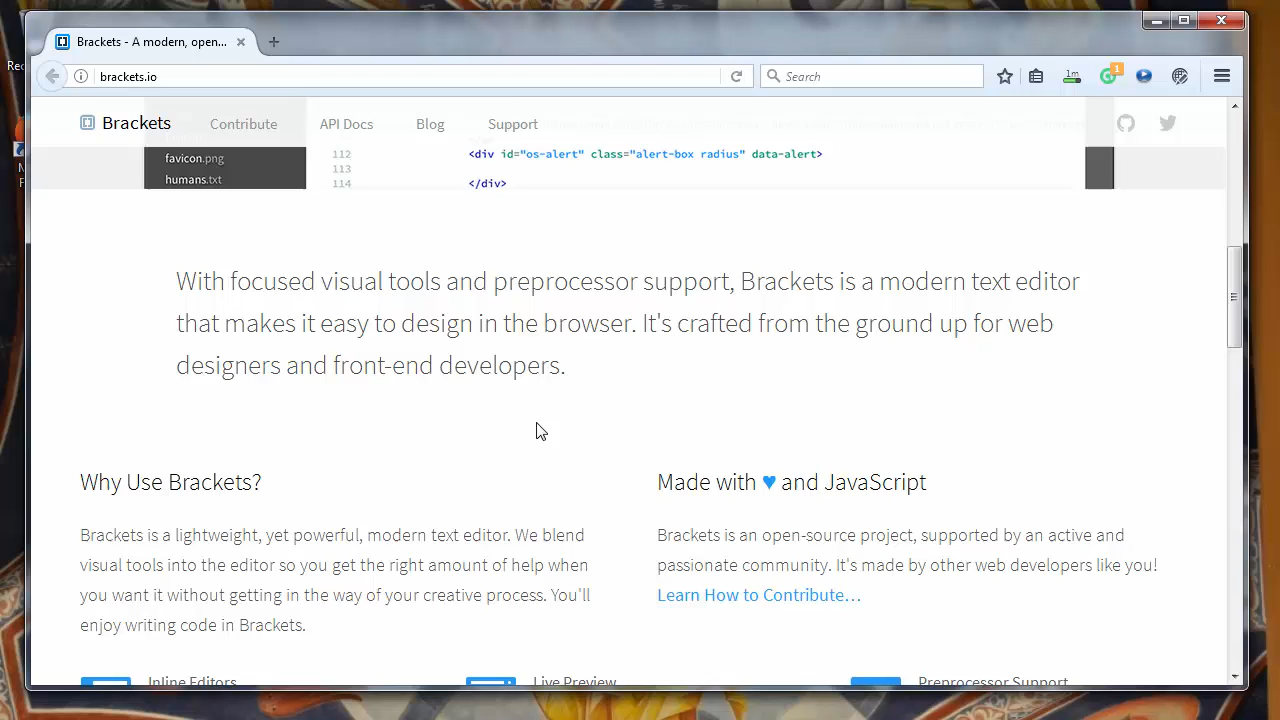 Rec
Brackets - A modern, open...
brackets.io
Search
1m
1
Brackets
Contribute
API Docs
Blog
Support
favicon.png
humans.txt
112
113
114
<div id="os-alert" class="alert-box radius" data-alert>
</div>
With focused visual tools and preprocessor support, Brackets is a modern text editor
that makes it easy to design in the browser. It's crafted from the ground up for web
designers and front-end developers.
Why Use Brackets?
Brackets is a lightweight, yet powerful, modern text editor. We blend
visual tools into the editor so you get the right amount of help when
you want it without getting in the way of your creative process. You'll
enjoy writing code in Brackets.
Made with ♥ and JavaScript
Brackets is an open-source project, supported by an active and
passionate community. It's made by other web developers like you!
Learn How to Contribute…
Inline Editors
Live Preview
Preprocessor Support